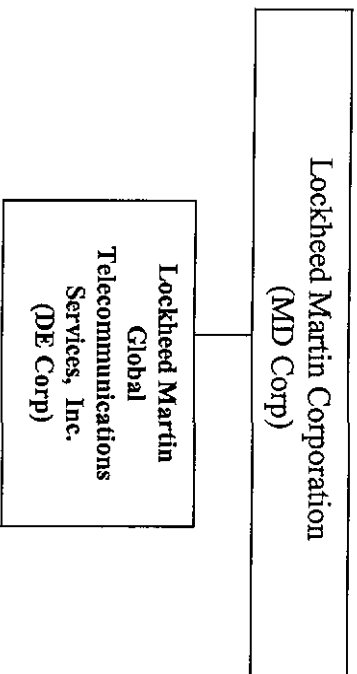 Lockheed Martin Corporation
(MD Corp)
Lockheed Martin
Global
Telecommunications
Services, Inc.
(DE Corp)